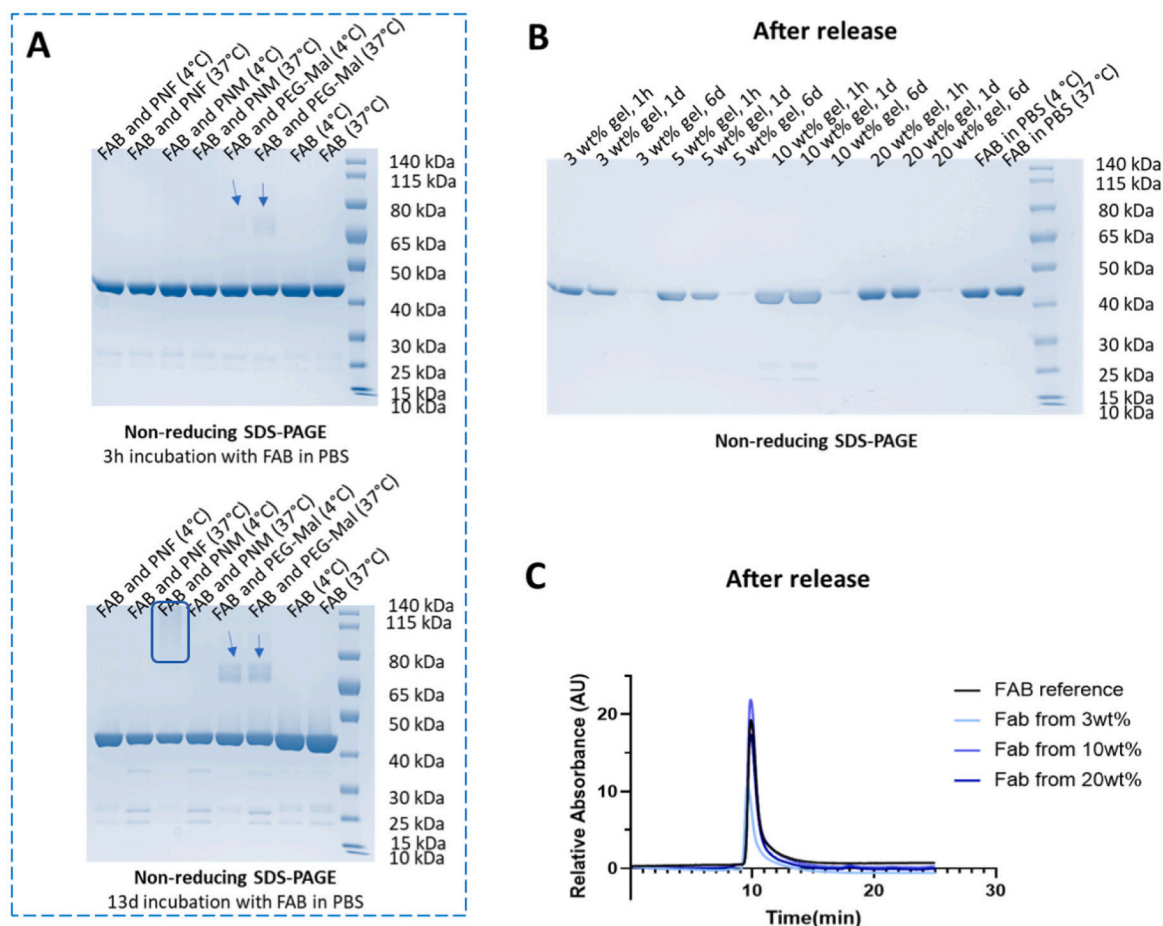 A
FAB and PNF (4°C)
FAB and PNF (37°C)
FAB and PNM (4°C)
FAB and PNM (37°C)
FAB and PEG-Mal (4°C)
FAB and PEG-Mal (37°C)
FAB (4°C)
FAB (37°C)
140 kDa
115 kDa
80 kDa
65 kDa
50 kDa
40 kDa
30 kDa
25 kDa
15 kDa
10 kDa
Non-reducing SDS-PAGE
3h incubation with FAB in PBS
FAB and PNF (4°C)
FAB and PNF (37°C)
FAB and PNM (4°C)
FAB and PNM (37°C)
FAB and PEG-Mal (4°C)
FAB and PEG-Mal (37°C)
FAB (4°C)
FAB (37°C)
140 kDa
115 kDa
80 kDa
65 kDa
50 kDa
40 kDa
30 kDa
25 kDa
15 kDa
10 kDa
Non-reducing SDS-PAGE
13d incubation with FAB in PBS
B
After release
3 wt% gel, 1h
3 wt% gel, 1d
3 wt% gel, 6d
5 wt% gel, 1h
5 wt% gel, 1d
5 wt% gel, 6d
10 wt% gel, 1h
10 wt% gel, 1d
10 wt% gel, 6d
20 wt% gel, 1h
20 wt% gel, 1d
20 wt% gel, 6d
FAB in PBS (4°C)
FAB in PBS (37°C)
140 kDa
115 kDa
80 kDa
65 kDa
50 kDa
40 kDa
30 kDa
25 kDa
15 kDa
10 kDa
Non-reducing SDS-PAGE
C
After release
Relative Absorbance (AU)
20
10
0
10
20
30
Time(min)
FAB reference
Fab from 3wt%
Fab from 10wt%
Fab from 20wt%